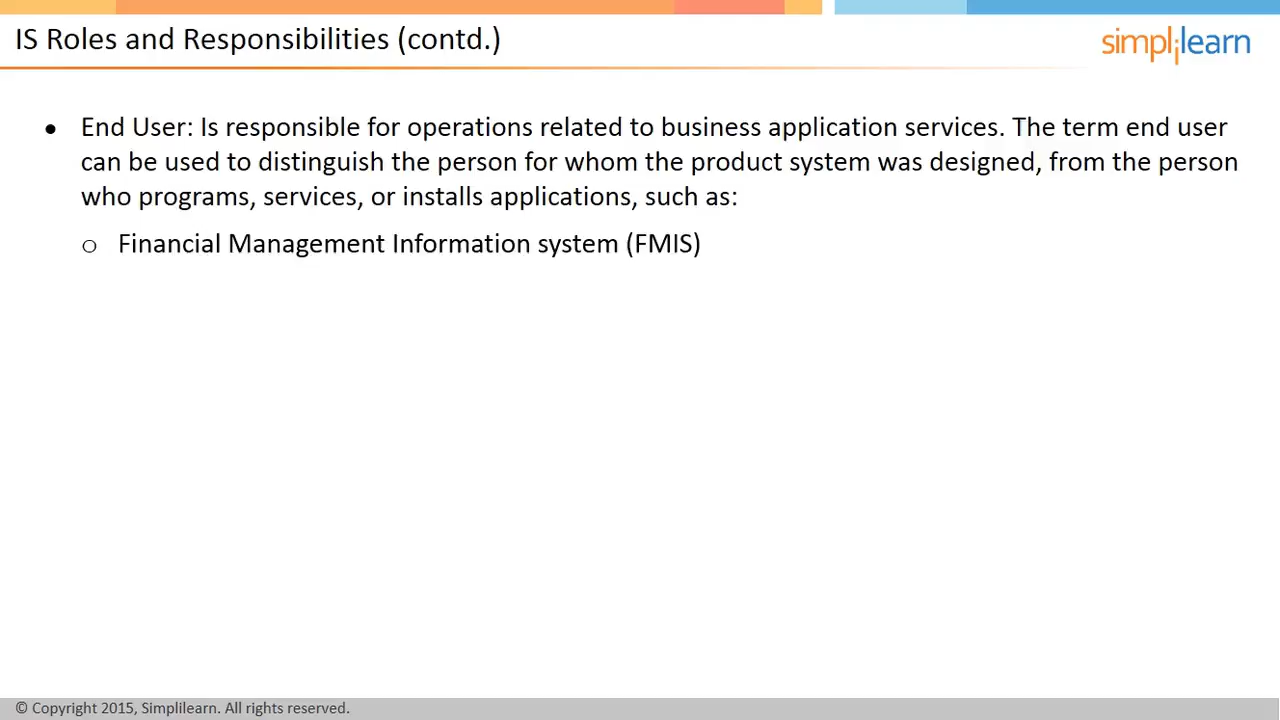 IS Roles and Responsibilities (contd.)
simplilearn
● End User: Is responsible for operations related to business application services. The term end user
can be used to distinguish the person for whom the product system was designed, from the person
who programs, services, or installs applications, such as:
○ Financial Management Information system (FMIS)
© Copyright 2015, Simplilearn. All rights reserved.